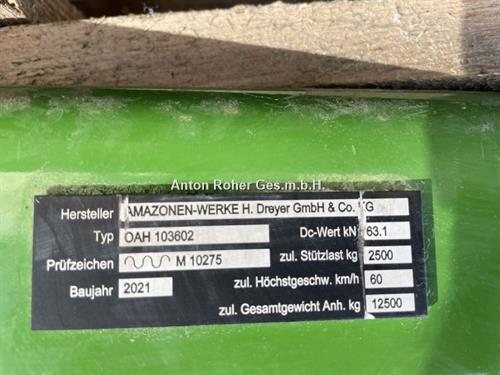 Anton Roher Ges.m.b.H.
Hersteller AMAZONEN-WERKE H. Dreyer GmbH & Co. KG
Typ OAH 103602 Dc-Wert kN 63.1
Prüfzeichen M 10275 zul. Stützlast kg 2500
Baujahr 2021 zul. Höchstgeschw. km/h 60
zul. Gesamtgewicht Anh. kg 12500